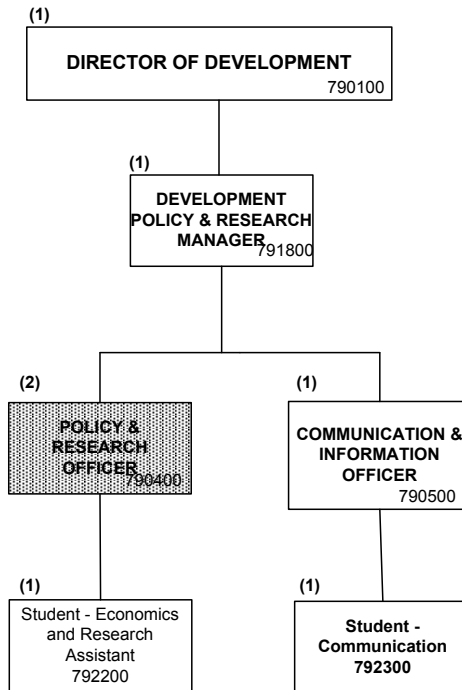 (1)
DIRECTOR OF DEVELOPMENT
790100
(1)
DEVELOPMENT
POLICY & RESEARCH
MANAGER
791800
(2)
POLICY &
RESEARCH
OFFICER
790400
(1)
COMMUNICATION &
INFORMATION
OFFICER
790500
(1)
Student - Economics
and Research
Assistant
792200
(1)
Student -
Communication
792300